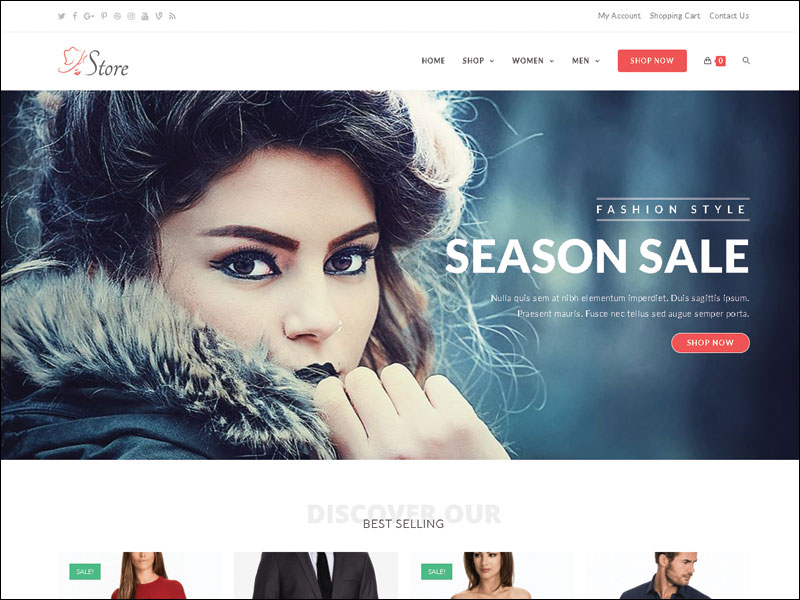 My Account Shopping Cart Contact Us
Store
HOME SHOP WOMEN MEN SHOP NOW 0
FASHION STYLE
SEASON SALE
Nulla quis sem at nibh elementum imperdiet. Duis sagittis ipsum.
Praesent mauris. Fusce nec tellus sed augue semper porta.
SHOP NOW
DISCOVER OUR
BEST SELLING
SALE!
SALE!